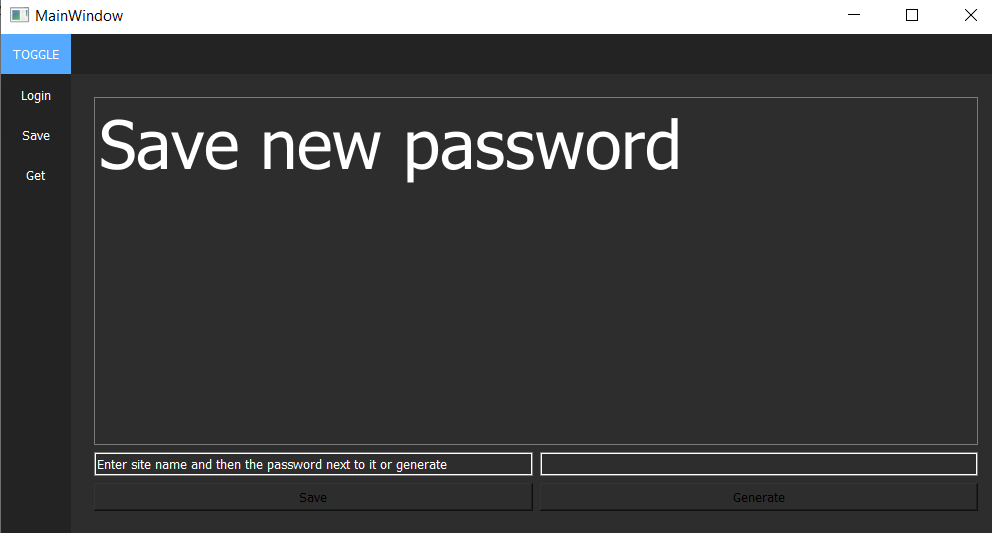 MainWindow
TOGGLE
Login
Save
Get
Save new password
Enter site name and then the password next to it or generate
Save
Generate